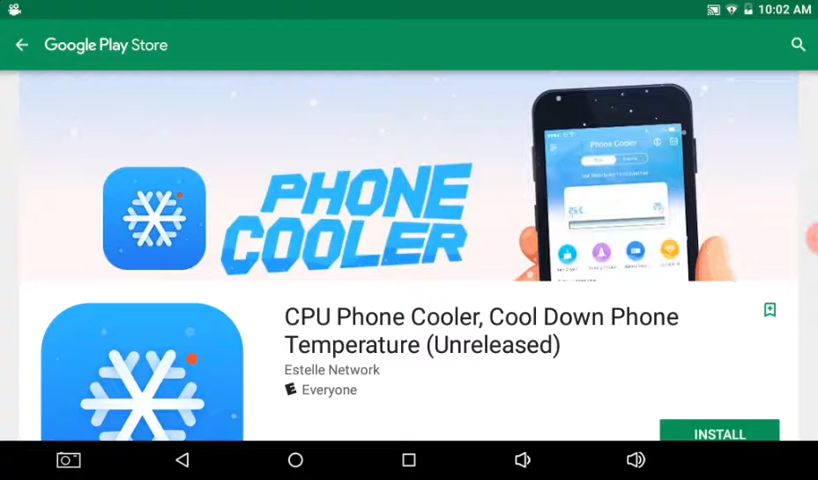 10:02 AM
Google Play Store
PHONE
COOLER
Phone Cooler
CPU Phone Cooler, Cool Down Phone
Temperature (Unreleased)
Estelle Network
E Everyone
INSTALL